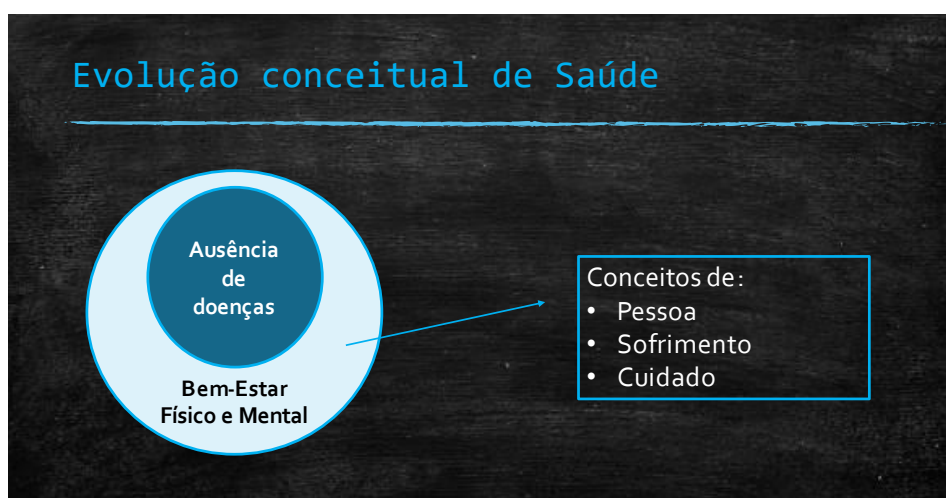 Evolução conceitual de Saúde
Ausência
de
doenças
Bem-Estar
Físico e Mental
Conceitos de:
• Pessoa
• Sofrimento
• Cuidado